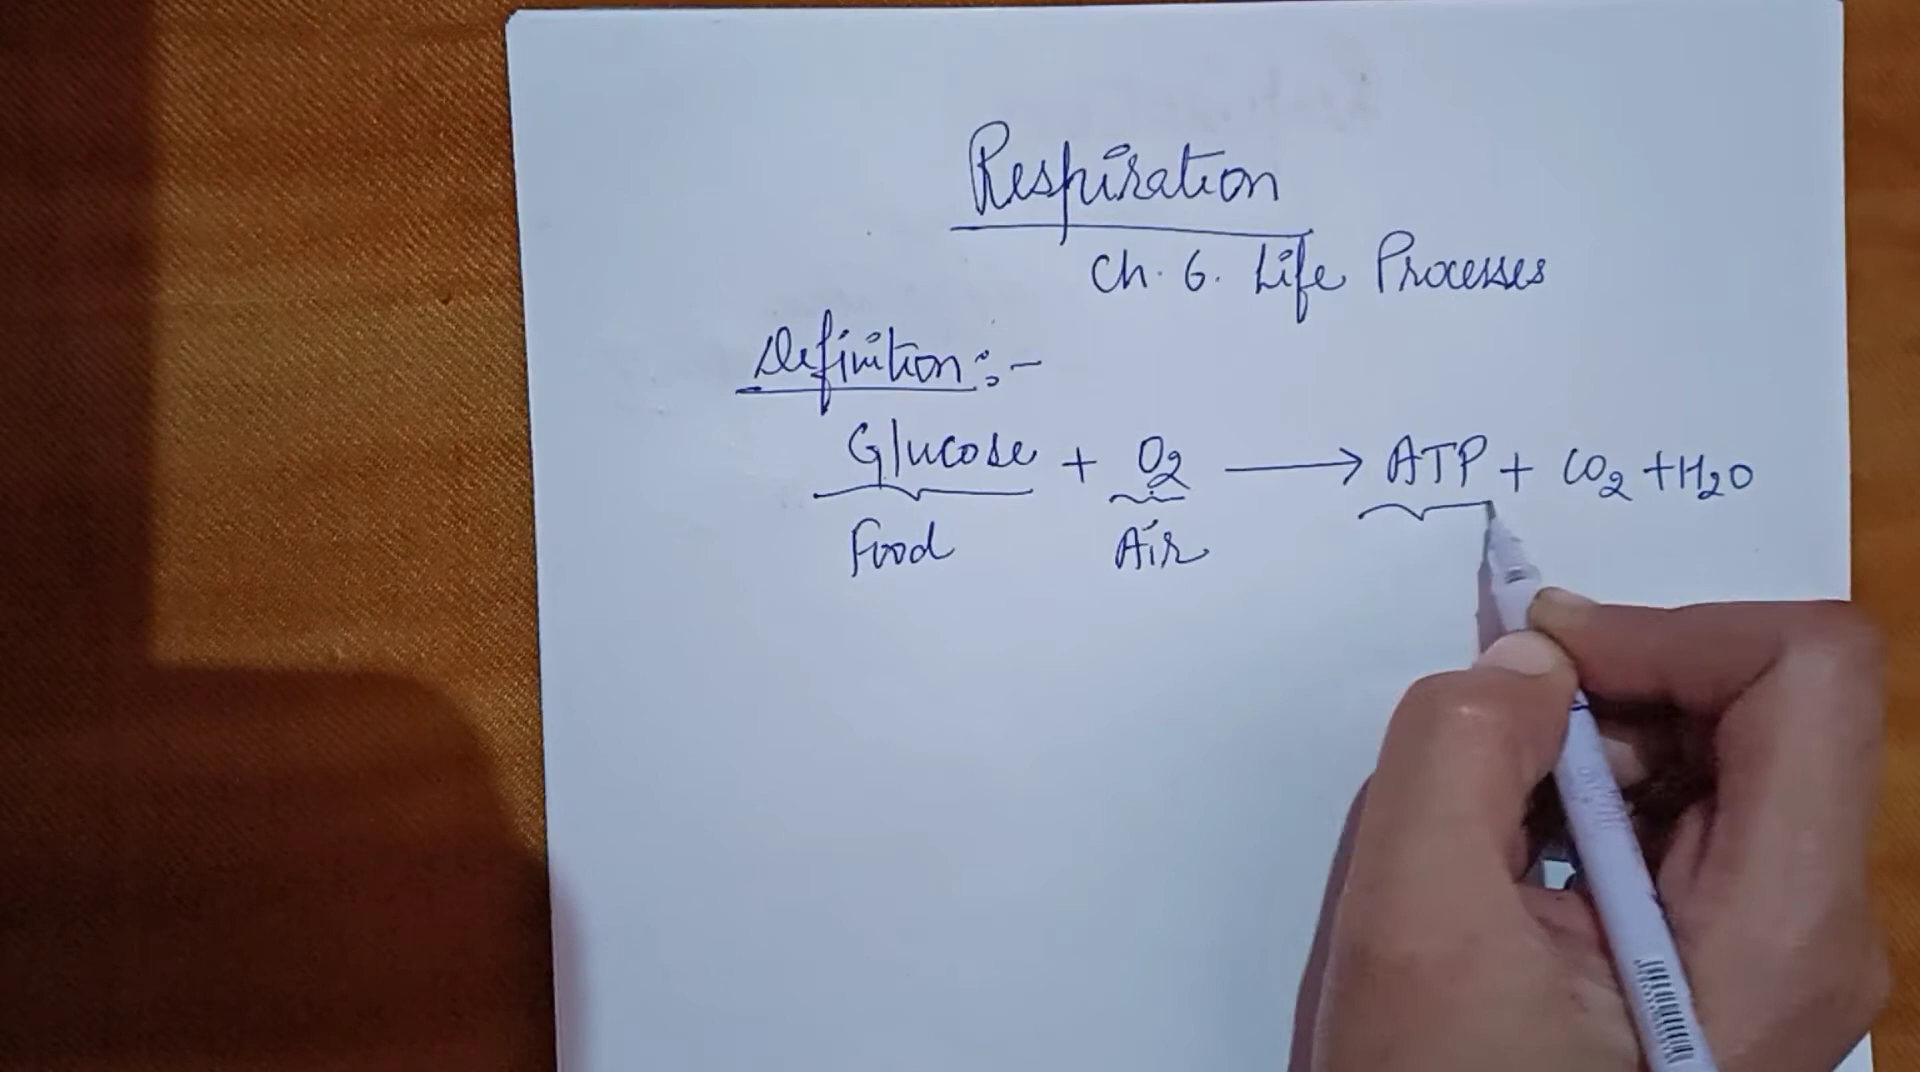 Respiration
Ch. 6. Life Processes
Definition :-
Glucose + O2 → ATP + CO2 + H2O
Food Air